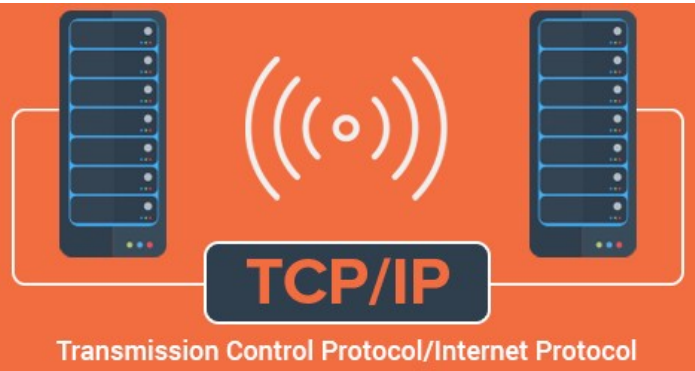 TCP/IP
Transmission Control Protocol/Internet Protocol